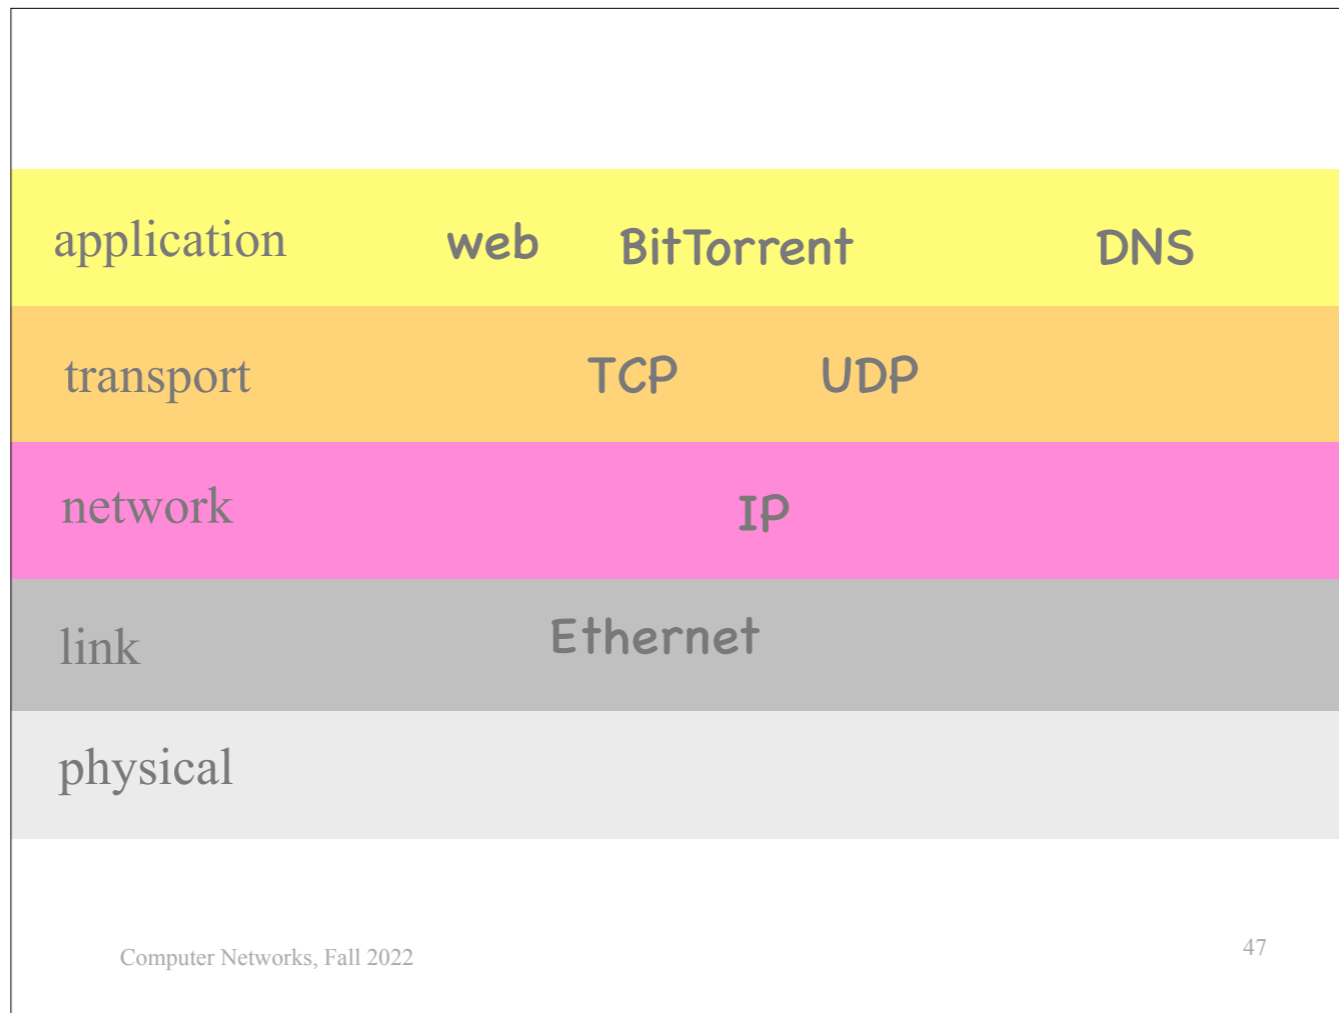 application web BitTorrent DNS
transport TCP UDP
network IP
link Ethernet
physical
Computer Networks, Fall 2022 47